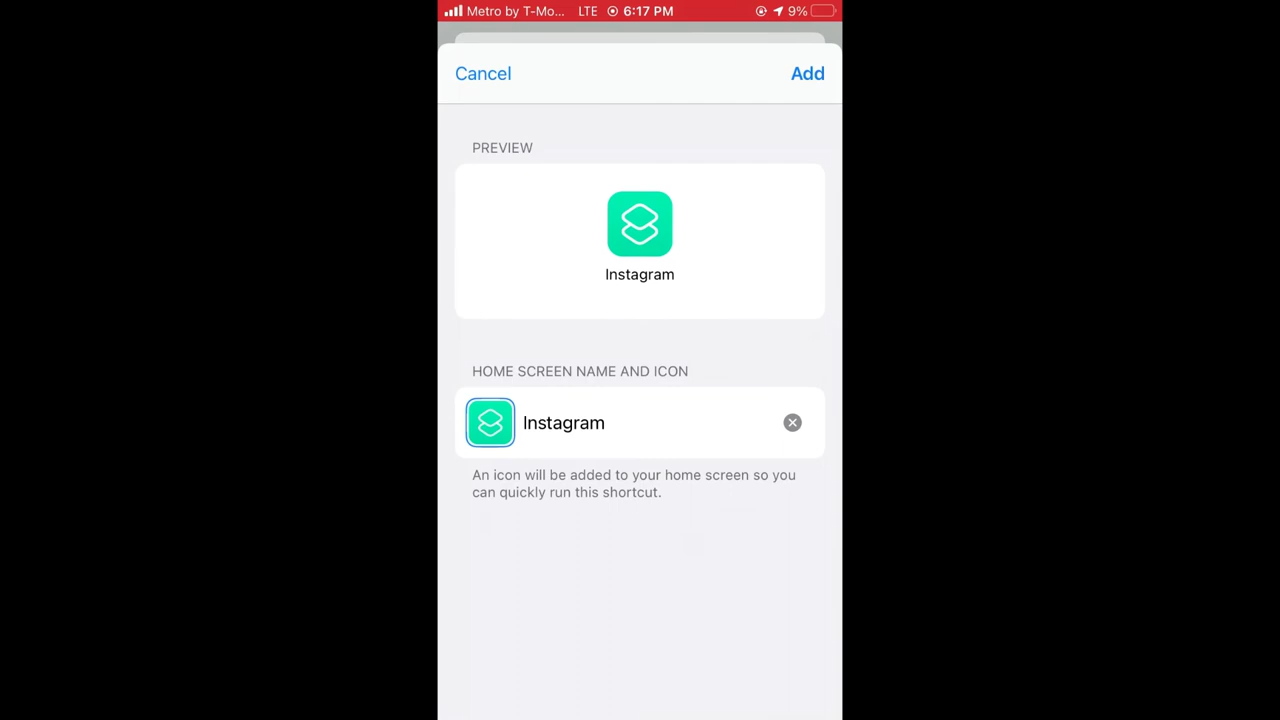 Metro by T-Mo... LTE 6:17 PM 9%
Cancel Add
PREVIEW
Instagram
HOME SCREEN NAME AND ICON
Instagram
An icon will be added to your home screen so you
can quickly run this shortcut.